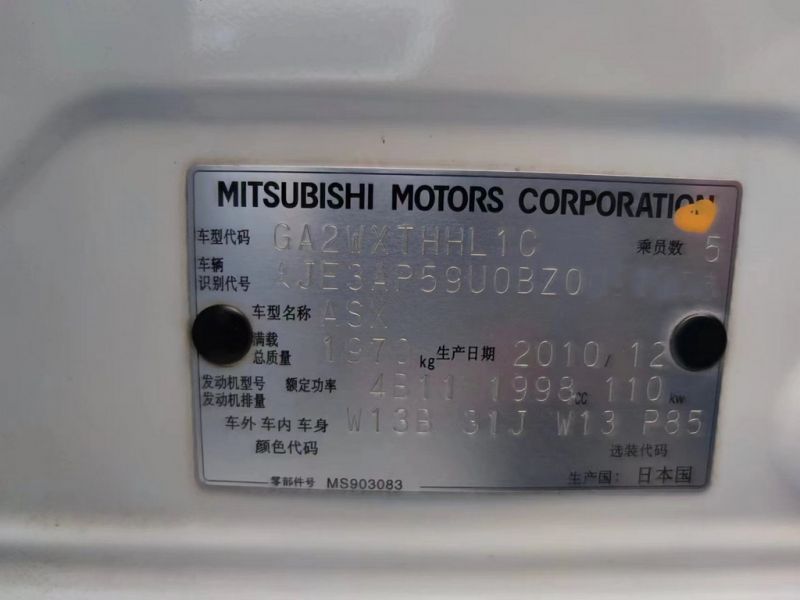 MITSUBISHI MOTORS CORPORATION
车型代码 GA2WXTHHL1C 乘员数 5
车辆识别代号 AJE3AP59U0BZ0
车型名称 ASX
满载总质量 1970 kg 生产日期 2010/12
发动机型号 额定功率 4B11 1998 cc 110 kw
发动机排量
车外 车内 车身 W13B 31J W13 P85
颜色代码 选装代码
零部件号 MS903083 生产国: 日本国